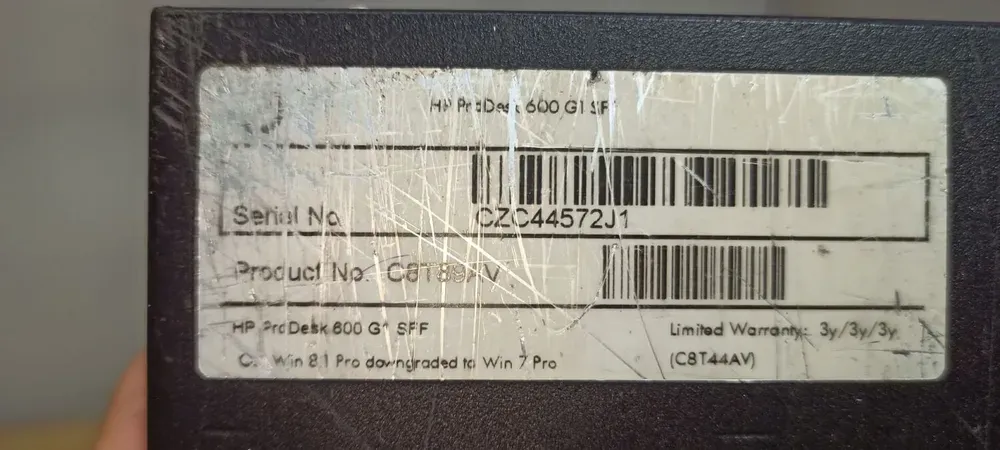 HP ProDesk 600 G1 SFF
Serial No. CZC44572J1
Product No. C8T89AV
HP ProDesk 600 G1 SFF Limited Warranty: 3y/3y/3y
Win 8.1 Pro downgraded to Win 7 Pro (C8T44AV)